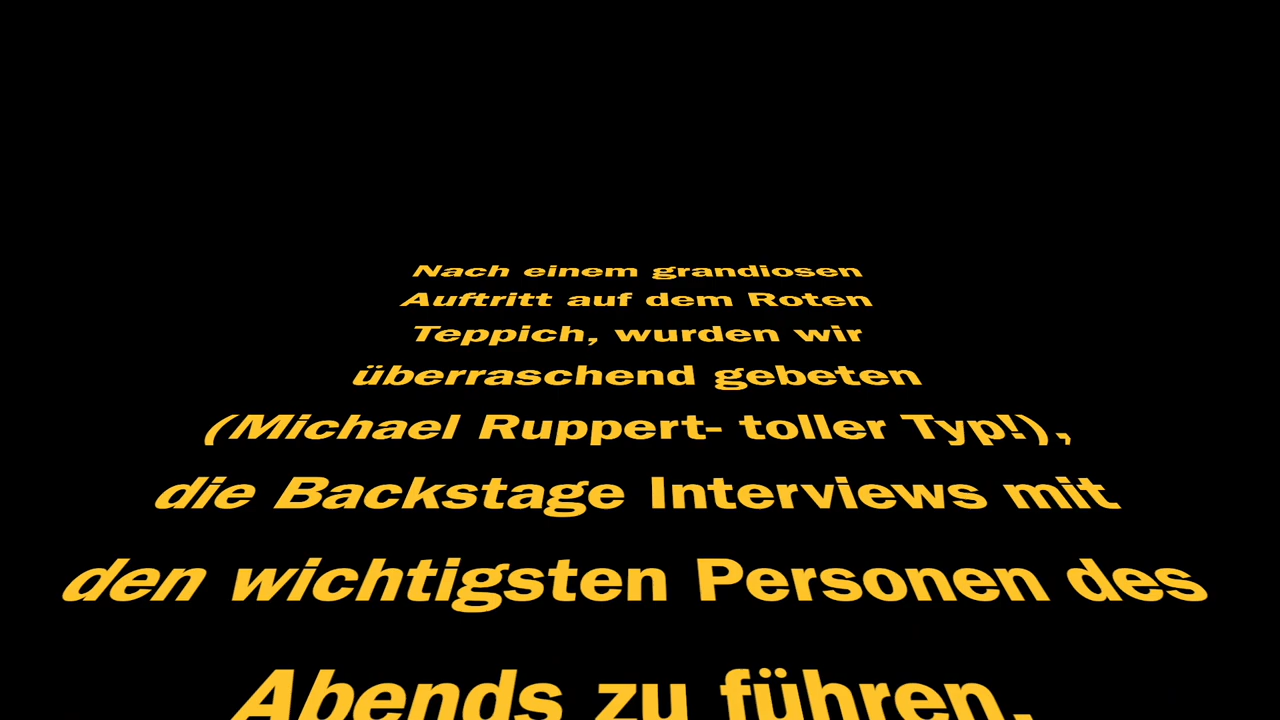 Nach einem grandiosen
Auftritt auf dem Roten
Teppich, wurden wir
überraschend gebeten
(Michael Ruppert- toller Typ!),
die Backstage Interviews mit
den wichtigsten Personen des
Abends zu führen.